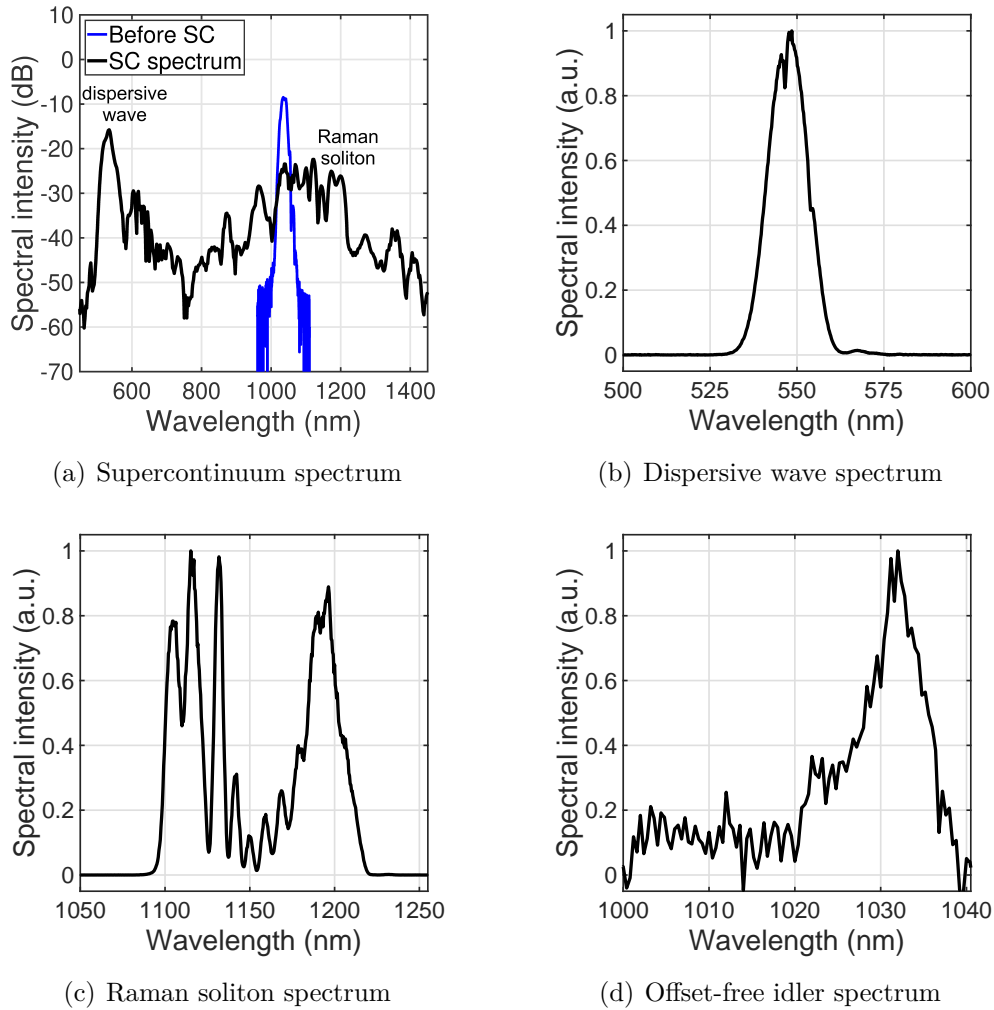 10
0
-10
-20
-30
-40
-50
-60
-70
Spectral intensity (dB)
Before SC
SC spectrum
dispersive
wave
Raman
soliton
600 800 1000 1200 1400
Wavelength (nm)
(a) Supercontinuum spectrum
1
0.8
0.6
0.4
0.2
0
Spectral intensity (a.u.)
500 525 550 575 600
Wavelength (nm)
(b) Dispersive wave spectrum
1
0.8
0.6
0.4
0.2
0
Spectral intensity (a.u.)
1050 1100 1150 1200 1250
Wavelength (nm)
(c) Raman soliton spectrum
1
0.8
0.6
0.4
0.2
0
Spectral intensity (a.u.)
1000 1010 1020 1030 1040
Wavelength (nm)
(d) Offset-free idler spectrum